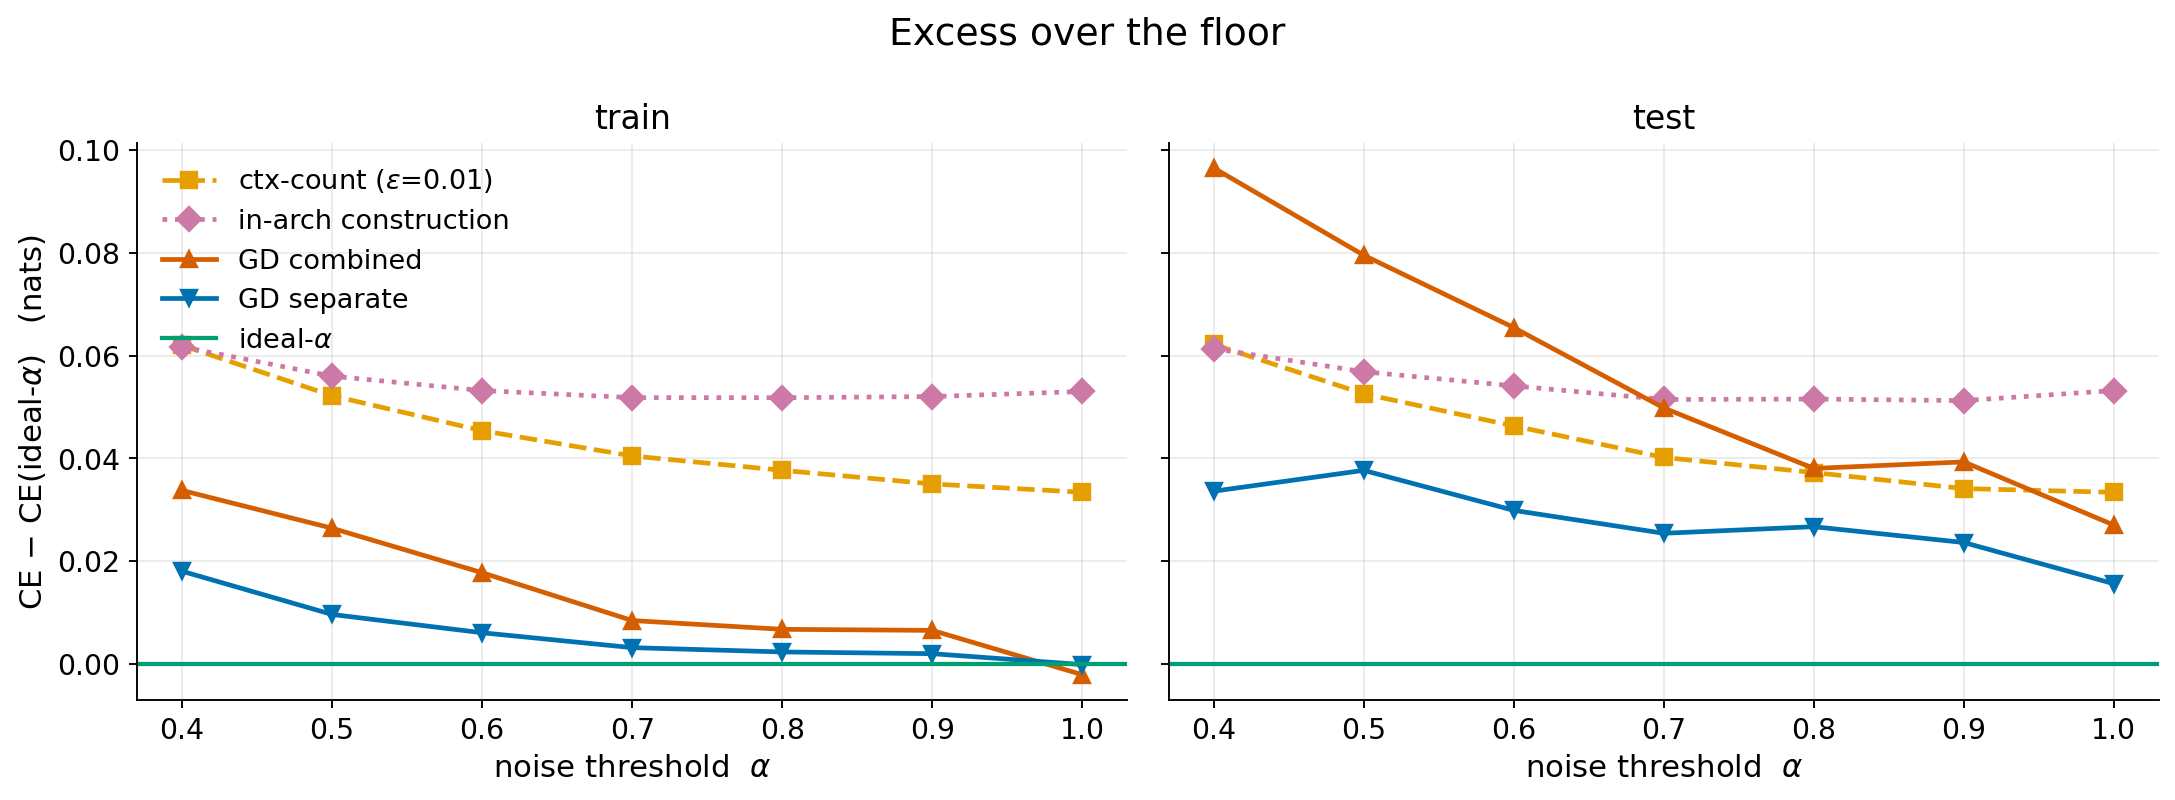 Excess over the floor
train
test
CE − CE(ideal-α) (nats)
0.10
0.08
0.06
0.04
0.02
0.00
ctx-count (ε=0.01)
in-arch construction
GD combined
GD separate
ideal-α
0.4 0.5 0.6 0.7 0.8 0.9 1.0
0.4 0.5 0.6 0.7 0.8 0.9 1.0
noise threshold α
noise threshold α